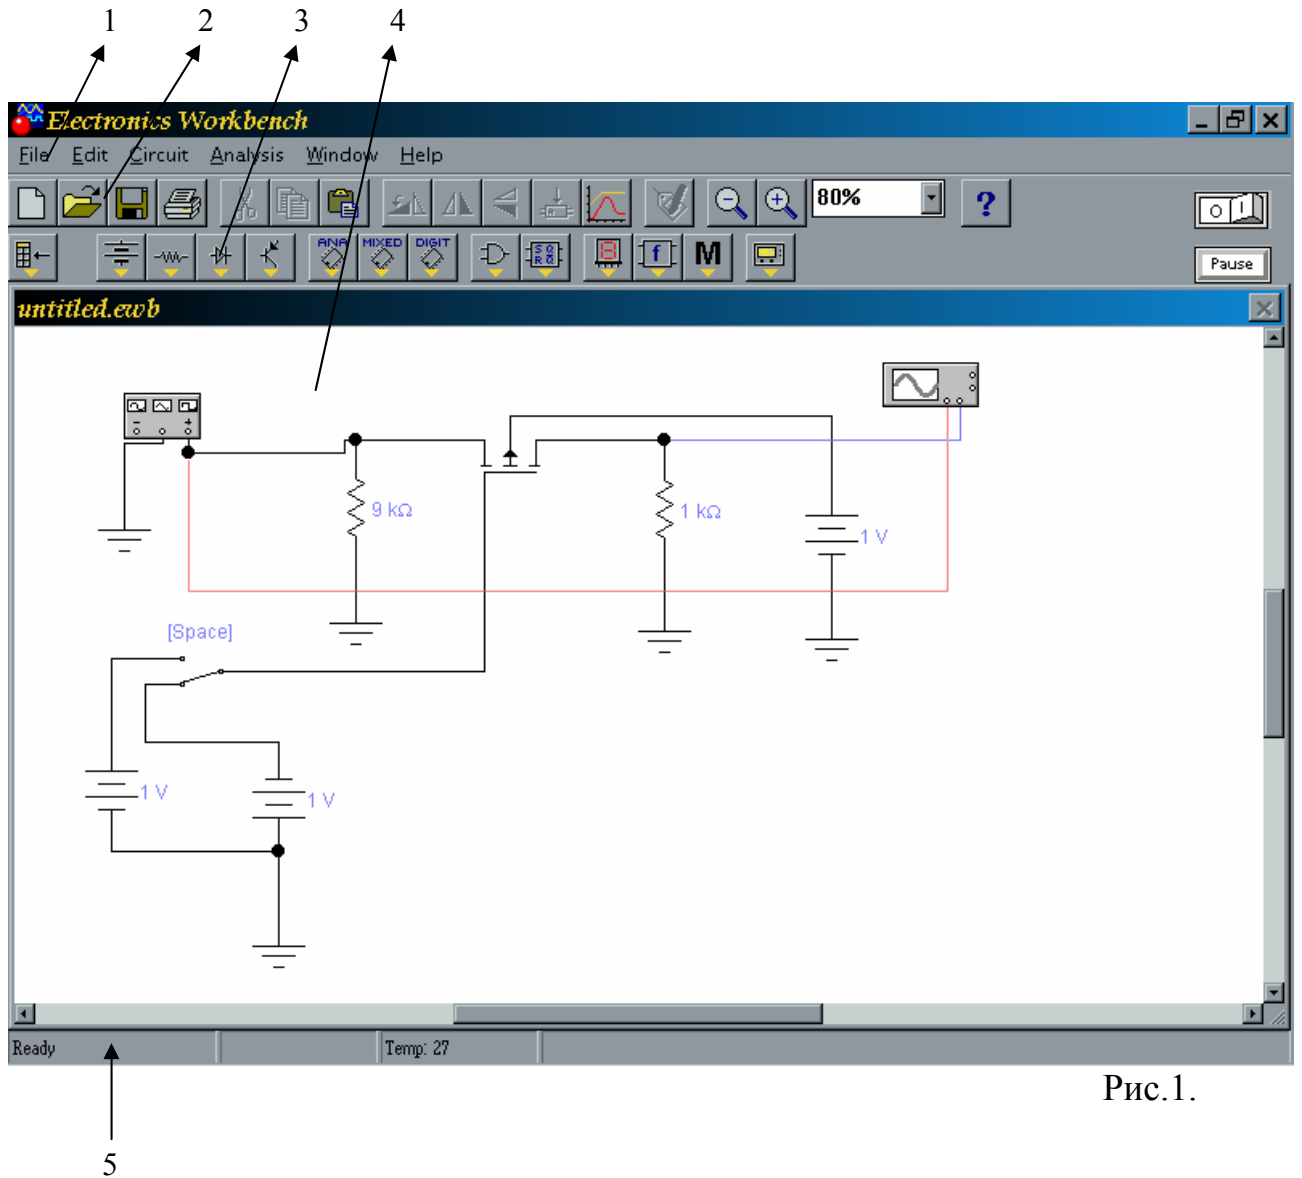 1 2 3 4
Electronics Workbench
File Edit Circuit Analysis Window Help
80% ?
ANA MIXED DIGIT f M
Pause
untitled.ewb
9 kΩ 1 kΩ
1 V
[Space]
1 V 1 V
Ready Temp: 27
Рис.1.
5